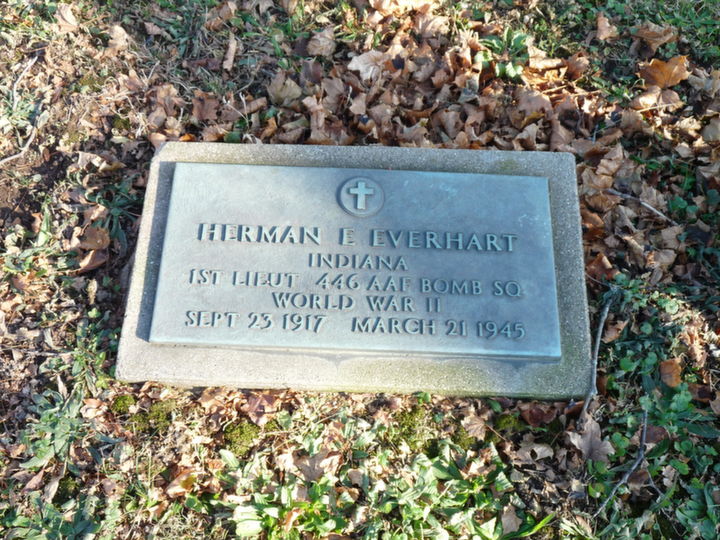 HERMAN E EVERHART
INDIANA
1ST LIEUT 446 AAF BOMB SQ
WORLD WAR II
SEPT 23 1917 MARCH 21 1945